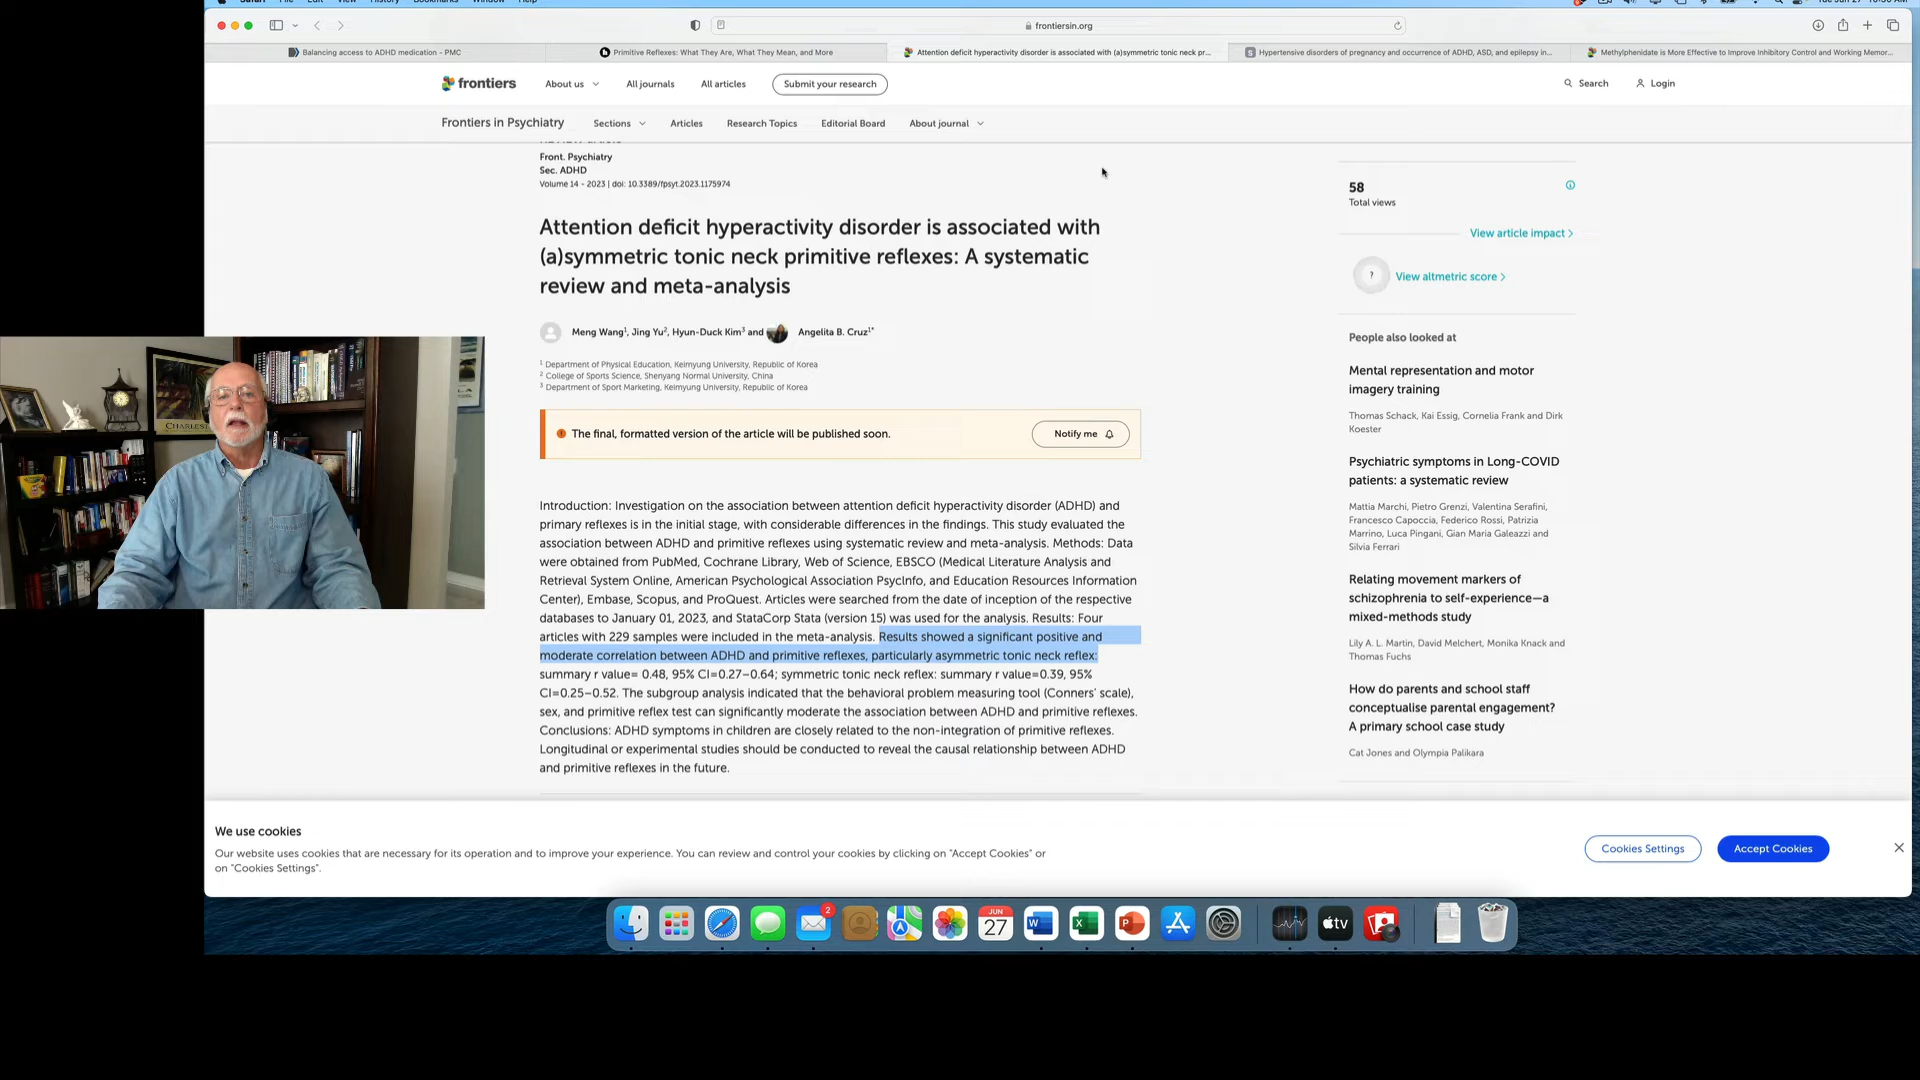 Safari File Edit View History Bookmarks Window Help
frontiersin.org
Balancing access to ADHD medication - PMC
Primitive Reflexes: What They Are, What They Mean, and More
Attention deficit hyperactivity disorder is associated with (a)symmetric tonic neck pr...
Hypertensive disorders of pregnancy and occurrence of ADHD, ASD, and epilepsy in...
Methylphenidate is More Effective to Improve Inhibitory Control and Working Memor...
frontiers
About us
All journals
All articles
Submit your research
Search
Login
Frontiers in Psychiatry
Sections
Articles
Research Topics
Editorial Board
About journal
Front. Psychiatry
Sec. ADHD
Volume 14 - 2023 | doi: 10.3389/fpsyt.2023.1175974
Attention deficit hyperactivity disorder is associated with
(a)symmetric tonic neck primitive reflexes: A systematic
review and meta-analysis
Meng Wang1, Jing Yu2, Hyun-Duck Kim3 and Angelita B. Cruz1*
1 Department of Physical Education, Keimyung University, Republic of Korea
2 College of Sports Science, Shenyang Normal University, China
3 Department of Sport Marketing, Keimyung University, Republic of Korea
The final, formatted version of the article will be published soon.
Notify me
Introduction: Investigation on the association between attention deficit hyperactivity disorder (ADHD) and
primary reflexes is in the initial stage, with considerable differences in the findings. This study evaluated the
association between ADHD and primitive reflexes using systematic review and meta-analysis. Methods: Data
were obtained from PubMed, Cochrane Library, Web of Science, EBSCO (Medical Literature Analysis and
Retrieval System Online, American Psychological Association PsycInfo, and Education Resources Information
Center), Embase, Scopus, and ProQuest. Articles were searched from the date of inception of the respective
databases to January 01, 2023, and StataCorp Stata (version 15) was used for the analysis. Results: Four
articles with 229 samples were included in the meta-analysis. Results showed a significant positive and
moderate correlation between ADHD and primitive reflexes, particularly asymmetric tonic neck reflex:
summary r value= 0.48, 95% CI=0.27–0.64; symmetric tonic neck reflex: summary r value=0.39, 95%
CI=0.25–0.52. The subgroup analysis indicated that the behavioral problem measuring tool (Conners' scale),
sex, and primitive reflex test can significantly moderate the association between ADHD and primitive reflexes.
Conclusions: ADHD symptoms in children are closely related to the non-integration of primitive reflexes.
Longitudinal or experimental studies should be conducted to reveal the causal relationship between ADHD
and primitive reflexes in the future.
58
Total views
View article impact
?
View altmetric score
People also looked at
Mental representation and motor
imagery training
Thomas Schack, Kai Essig, Cornelia Frank and Dirk
Koester
Psychiatric symptoms in Long-COVID
patients: a systematic review
Mattia Marchi, Pietro Grenzi, Valentina Serafini,
Francesco Capoccia, Federico Rossi, Patrizia
Marrino, Luca Pingani, Gian Maria Galeazzi and
Silvia Ferrari
Relating movement markers of
schizophrenia to self-experience—a
mixed-methods study
Lily A. L. Martin, David Melchert, Monika Knack and
Thomas Fuchs
How do parents and school staff
conceptualise parental engagement?
A primary school case study
Cat Jones and Olympia Palikara
CHARLES
We use cookies
Our website uses cookies that are necessary for its operation and to improve your experience. You can review and control your cookies by clicking on "Accept Cookies" or
on "Cookies Settings".
Cookies Settings
Accept Cookies
2
JUN
27
W
X
P
tv